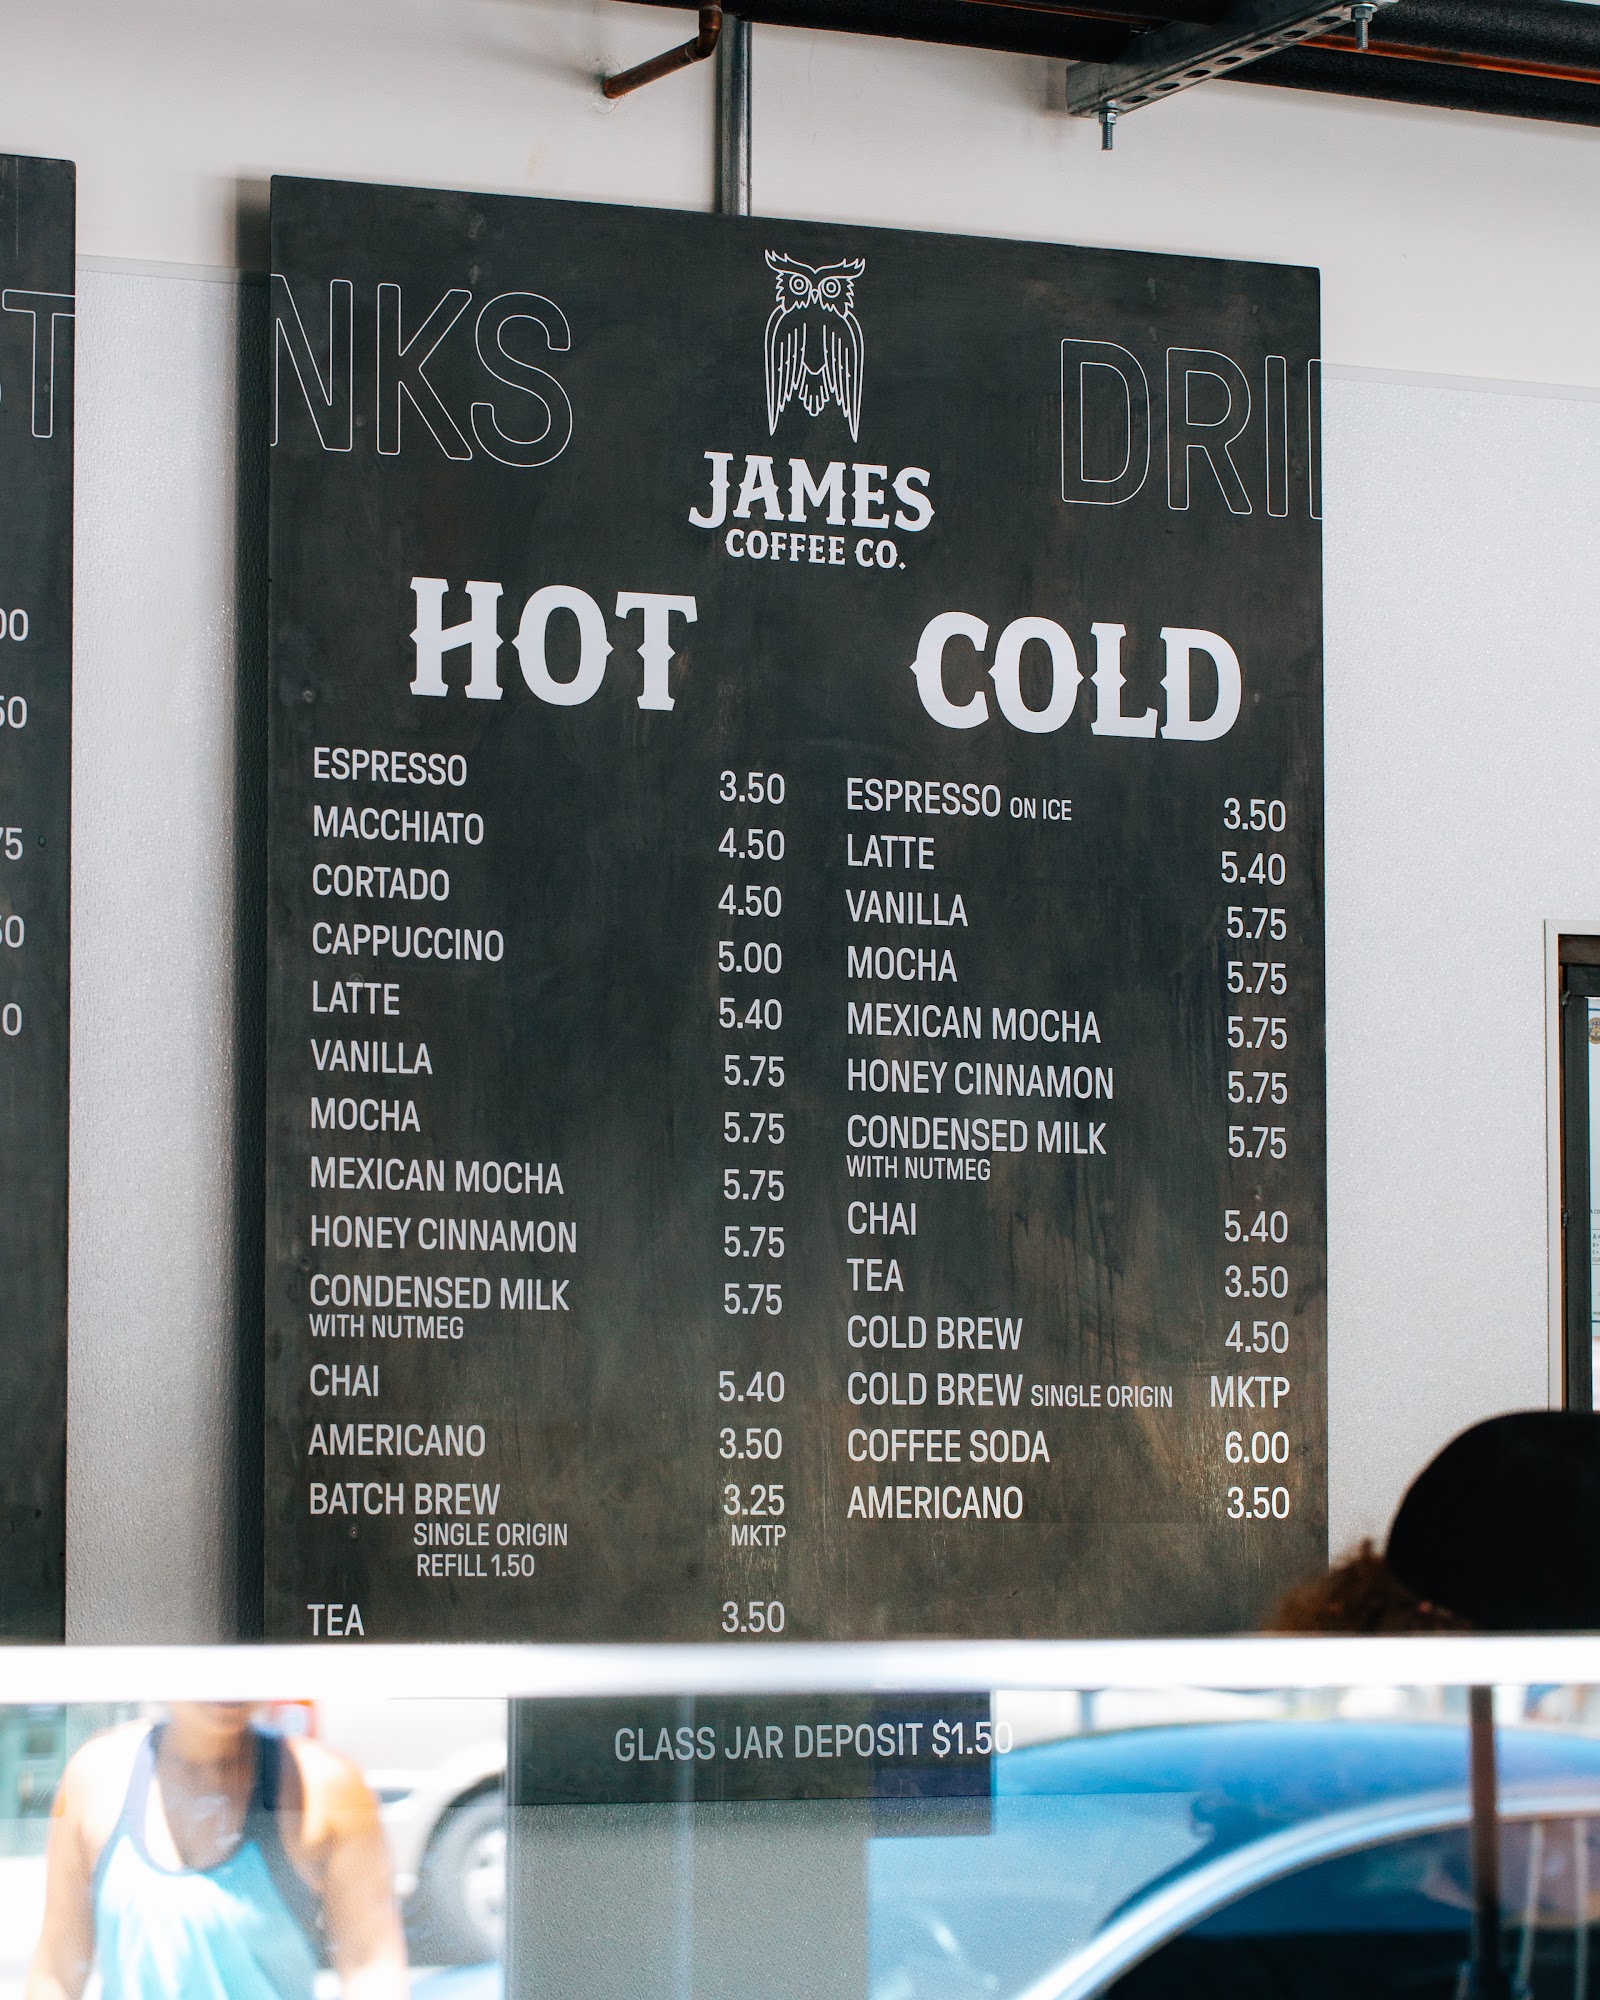 NKS
DRI
JAMES
COFFEE CO.
HOT
ESPRESSO 3.50
MACCHIATO 4.50
CORTADO 4.50
CAPPUCCINO 5.00
LATTE 5.40
VANILLA 5.75
MOCHA 5.75
MEXICAN MOCHA 5.75
HONEY CINNAMON 5.75
CONDENSED MILK 5.75
WITH NUTMEG
CHAI 5.40
AMERICANO 3.50
BATCH BREW 3.25
SINGLE ORIGIN MKTP
REFILL 1.50
TEA 3.50
COLD
ESPRESSO ON ICE 3.50
LATTE 5.40
VANILLA 5.75
MOCHA 5.75
MEXICAN MOCHA 5.75
HONEY CINNAMON 5.75
CONDENSED MILK 5.75
WITH NUTMEG
CHAI 5.40
TEA 3.50
COLD BREW 4.50
COLD BREW SINGLE ORIGIN MKTP
COFFEE SODA 6.00
AMERICANO 3.50
GLASS JAR DEPOSIT $1.50